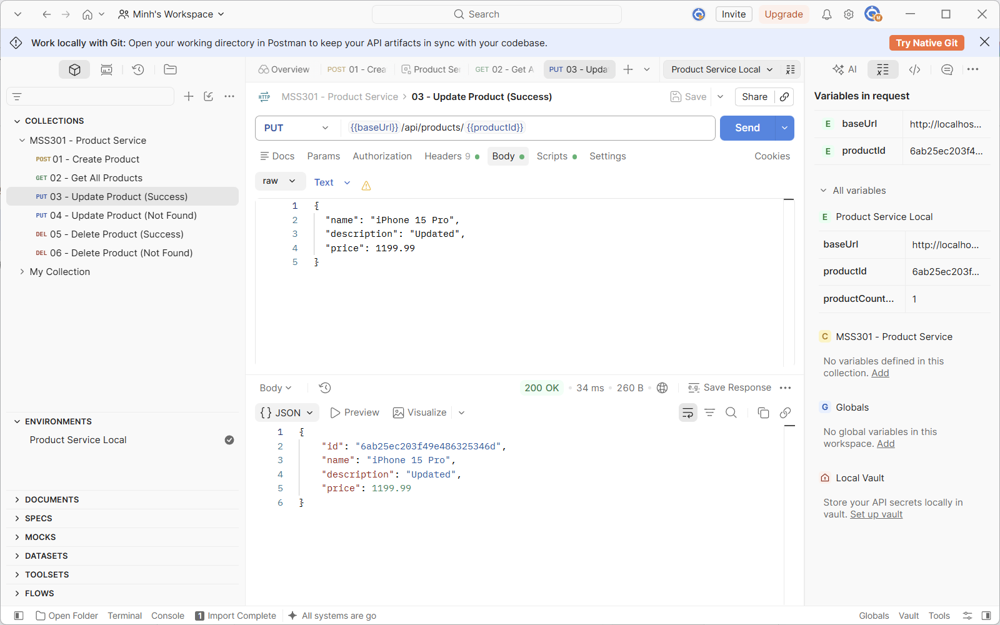 Minh's Workspace
Search
Invite
Upgrade
Work locally with Git: Open your working directory in Postman to keep your API artifacts in sync with your codebase.
Try Native Git
Overview
POST 01 - Crea
Product Ser
GET 02 - Get A
PUT 03 - Upda
Product Service Local
AI
COLLECTIONS
MSS301 - Product Service
POST 01 - Create Product
GET 02 - Get All Products
PUT 03 - Update Product (Success)
PUT 04 - Update Product (Not Found)
DEL 05 - Delete Product (Success)
DEL 06 - Delete Product (Not Found)
My Collection
ENVIRONMENTS
Product Service Local
DOCUMENTS
SPECS
MOCKS
DATASETS
TOOLSETS
FLOWS
HTTP MSS301 - Product Service > 03 - Update Product (Success)
Save
Share
PUT
{{baseUrl}} /api/products/ {{productId}}
Send
Docs
Params
Authorization
Headers 9
Body
Scripts
Settings
Cookies
raw
Text
1 {
2 "name": "iPhone 15 Pro",
3 "description": "Updated",
4 "price": 1199.99
5 }
Body
200 OK
34 ms
260 B
e.g. Save Response
{} JSON
Preview
Visualize
1 {
2 "id": "6ab25ec203f49e486325346d",
3 "name": "iPhone 15 Pro",
4 "description": "Updated",
5 "price": 1199.99
6 }
Variables in request
E baseUrl http://localhos...
E productId 6ab25ec203f4...
All variables
E Product Service Local
baseUrl http://localho...
productId 6ab25ec203f...
productCount... 1
C MSS301 - Product Service
No variables defined in this
collection. Add
G Globals
No global variables in this
workspace. Add
Local Vault
Store your API secrets locally in
vault. Set up vault
Open Folder
Terminal
Console
1 Import Complete
All systems are go
Globals
Vault
Tools